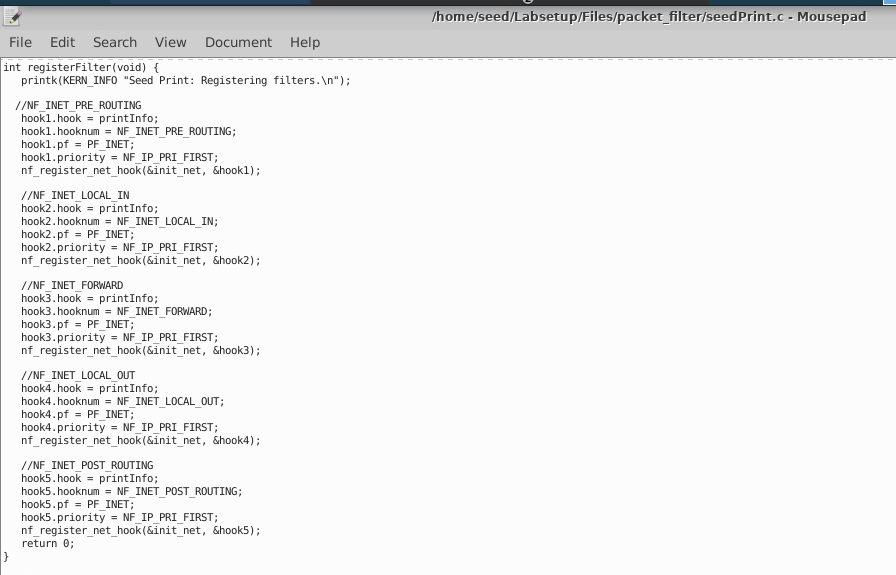 /home/seed/Labsetup/Files/packet_filter/seedPrint.c - Mousepad
File Edit Search View Document Help
int registerFilter(void) {
   printk(KERN_INFO "Seed Print: Registering filters.\n");

  //NF_INET_PRE_ROUTING
   hook1.hook = printInfo;
   hook1.hooknum = NF_INET_PRE_ROUTING;
   hook1.pf = PF_INET;
   hook1.priority = NF_IP_PRI_FIRST;
   nf_register_net_hook(&init_net, &hook1);

   //NF_INET_LOCAL_IN
   hook2.hook = printInfo;
   hook2.hooknum = NF_INET_LOCAL_IN;
   hook2.pf = PF_INET;
   hook2.priority = NF_IP_PRI_FIRST;
   nf_register_net_hook(&init_net, &hook2);

   //NF_INET_FORWARD
   hook3.hook = printInfo;
   hook3.hooknum = NF_INET_FORWARD;
   hook3.pf = PF_INET;
   hook3.priority = NF_IP_PRI_FIRST;
   nf_register_net_hook(&init_net, &hook3);

   //NF_INET_LOCAL_OUT
   hook4.hook = printInfo;
   hook4.hooknum = NF_INET_LOCAL_OUT;
   hook4.pf = PF_INET;
   hook4.priority = NF_IP_PRI_FIRST;
   nf_register_net_hook(&init_net, &hook4);

   //NF_INET_POST_ROUTING
   hook5.hook = printInfo;
   hook5.hooknum = NF_INET_POST_ROUTING;
   hook5.pf = PF_INET;
   hook5.priority = NF_IP_PRI_FIRST;
   nf_register_net_hook(&init_net, &hook5);
   return 0;
}